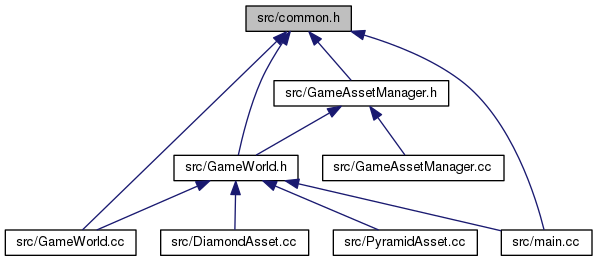 src/common.h
src/GameAssetManager.h
src/GameWorld.h
src/GameAssetManager.cc
src/GameWorld.cc
src/DiamondAsset.cc
src/PyramidAsset.cc
src/main.cc